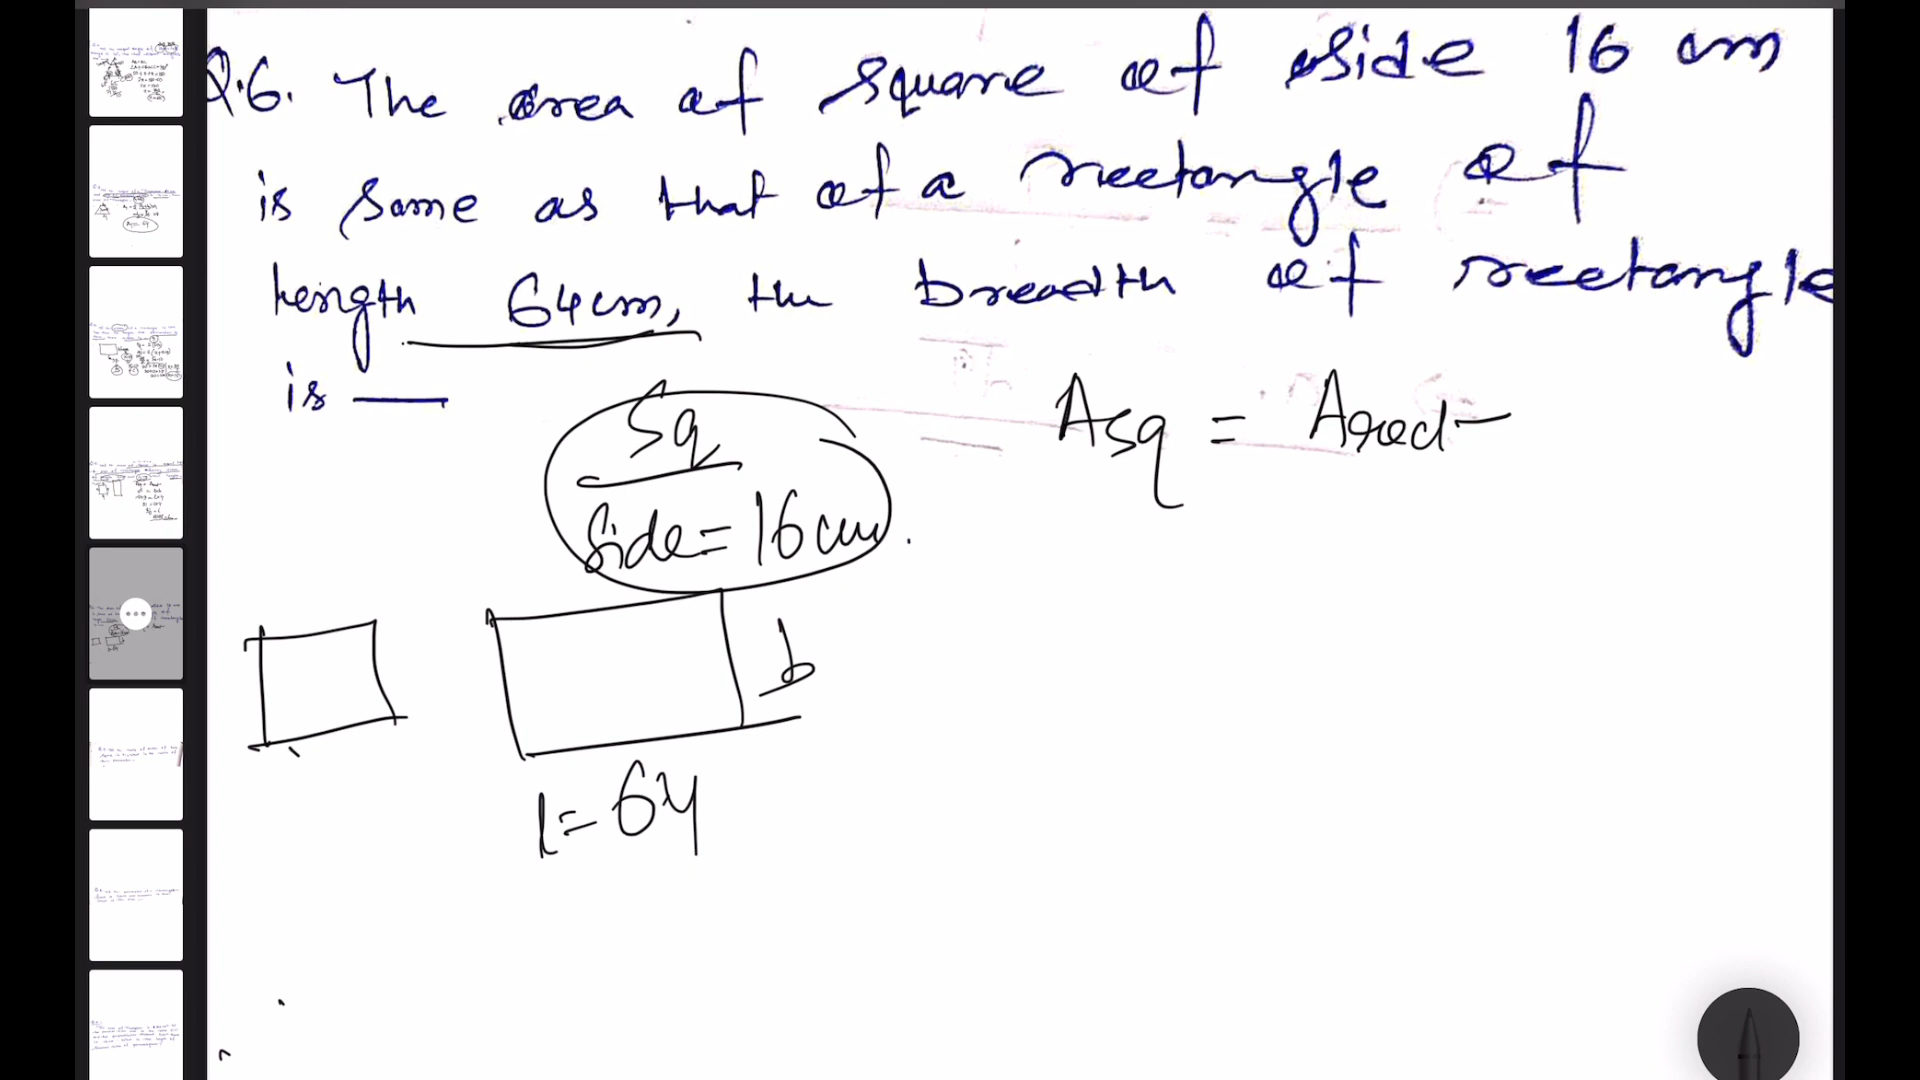 Q.6. The area of square of side 16 cm
is same as that of a rectangle of
length 64cm, the breadth of rectangle
is
Sq
Side = 16 cm.
Asq = Arect
b
l = 64